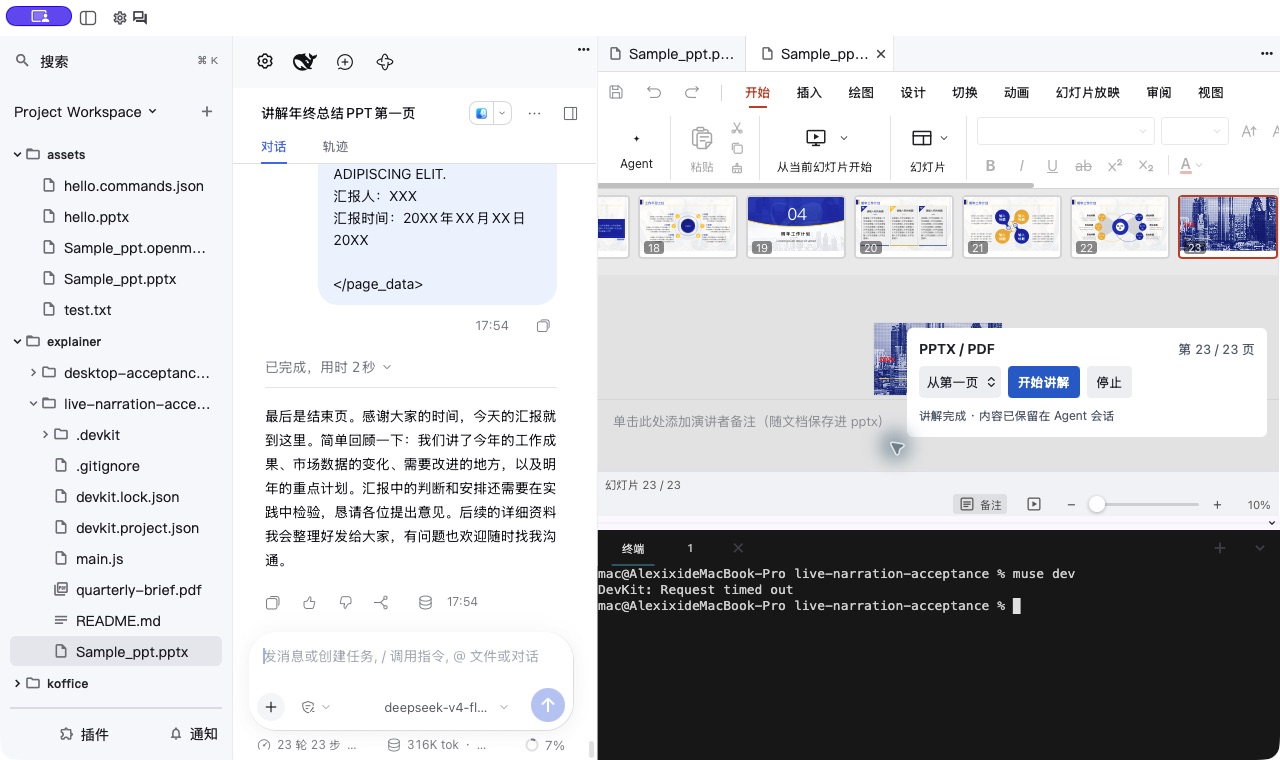 搜索
⌘ K
Project Workspace
assets
hello.commands.json
hello.pptx
Sample_ppt.openm...
Sample_ppt.pptx
test.txt
explainer
desktop-acceptanc...
live-narration-acce...
.devkit
.gitignore
devkit.lock.json
devkit.project.json
main.js
quarterly-brief.pdf
README.md
Sample_ppt.pptx
koffice
插件
通知
讲解年终总结 PPT 第一页
对话
轨迹
ADIPISCING ELIT.
汇报人：XXX
汇报时间：20XX 年 XX 月 XX 日
20XX
</page_data>
17:54
已完成，用时 2 秒
最后是结束页。感谢大家的时间，今天的汇报就
到这里。简单回顾一下：我们讲了今年的工作成
果、市场数据的变化、需要改进的地方，以及明
年的重点计划。汇报中的判断和安排还需要在实
践中检验，恳请各位提出意见。后续的详细资料
我会整理好发给大家，有问题也欢迎随时找我沟
通。
17:54
发消息或创建任务, / 调用指令, @ 文件或对话
deepseek-v4-fl...
23 轮 23 步 ...
316K tok · ...
7%
Sample_ppt.p...
Sample_pp...
开始
插入
绘图
设计
切换
动画
幻灯片放映
审阅
视图
Agent
粘贴
从当前幻灯片开始
幻灯片
B I U ab X² X₂ A
18
19
04
20
21
22
23
PPTX / PDF
第 23 / 23 页
从第一页
开始讲解
停止
讲解完成 · 内容已保留在 Agent 会话
单击此处添加演讲者备注（随文档保存进 pptx）
幻灯片 23 / 23
备注
10%
终端
1
mac@AlexixideMacBook-Pro live-narration-acceptance % muse dev
DevKit: Request timed out
mac@AlexixideMacBook-Pro live-narration-acceptance %